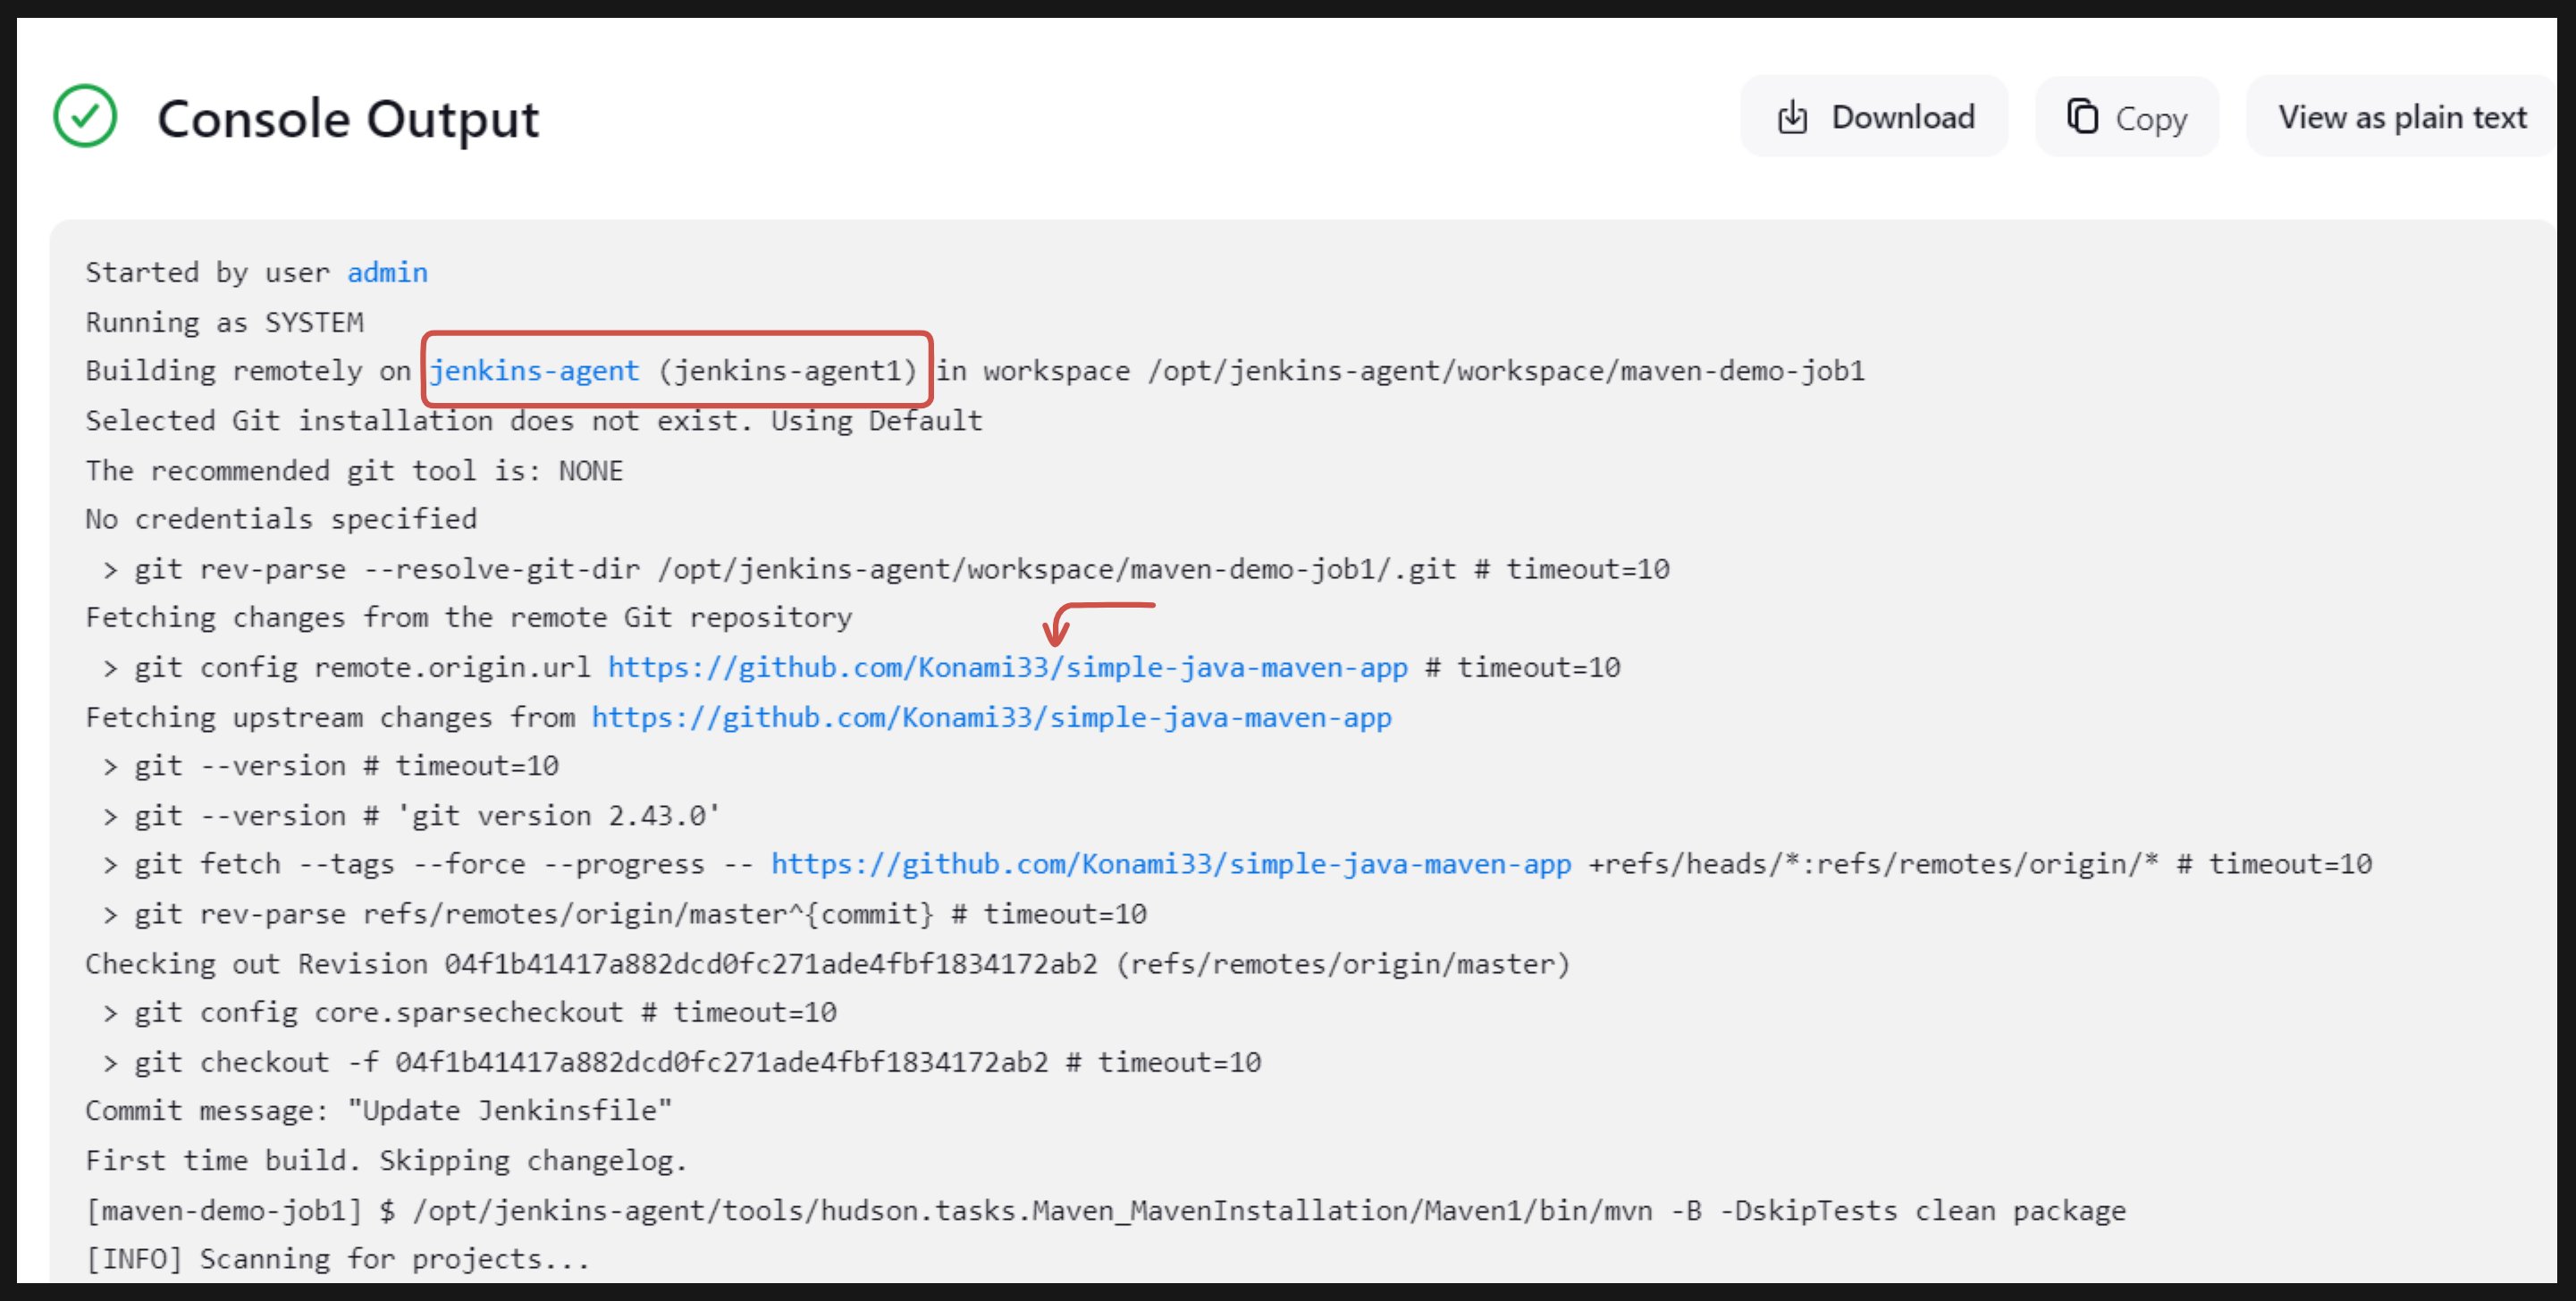 Console Output
Download
Copy
View as plain text
Started by user admin
Running as SYSTEM
Building remotely on jenkins-agent (jenkins-agent1) in workspace /opt/jenkins-agent/workspace/maven-demo-job1
Selected Git installation does not exist. Using Default
The recommended git tool is: NONE
No credentials specified
 > git rev-parse --resolve-git-dir /opt/jenkins-agent/workspace/maven-demo-job1/.git # timeout=10
Fetching changes from the remote Git repository
 > git config remote.origin.url https://github.com/Konami33/simple-java-maven-app # timeout=10
Fetching upstream changes from https://github.com/Konami33/simple-java-maven-app
 > git --version # timeout=10
 > git --version # 'git version 2.43.0'
 > git fetch --tags --force --progress -- https://github.com/Konami33/simple-java-maven-app +refs/heads/*:refs/remotes/origin/* # timeout=10
 > git rev-parse refs/remotes/origin/master^{commit} # timeout=10
Checking out Revision 04f1b41417a882dcd0fc271ade4fbf1834172ab2 (refs/remotes/origin/master)
 > git config core.sparsecheckout # timeout=10
 > git checkout -f 04f1b41417a882dcd0fc271ade4fbf1834172ab2 # timeout=10
Commit message: "Update Jenkinsfile"
First time build. Skipping changelog.
[maven-demo-job1] $ /opt/jenkins-agent/tools/hudson.tasks.Maven_MavenInstallation/Maven1/bin/mvn -B -DskipTests clean package
[INFO] Scanning for projects...